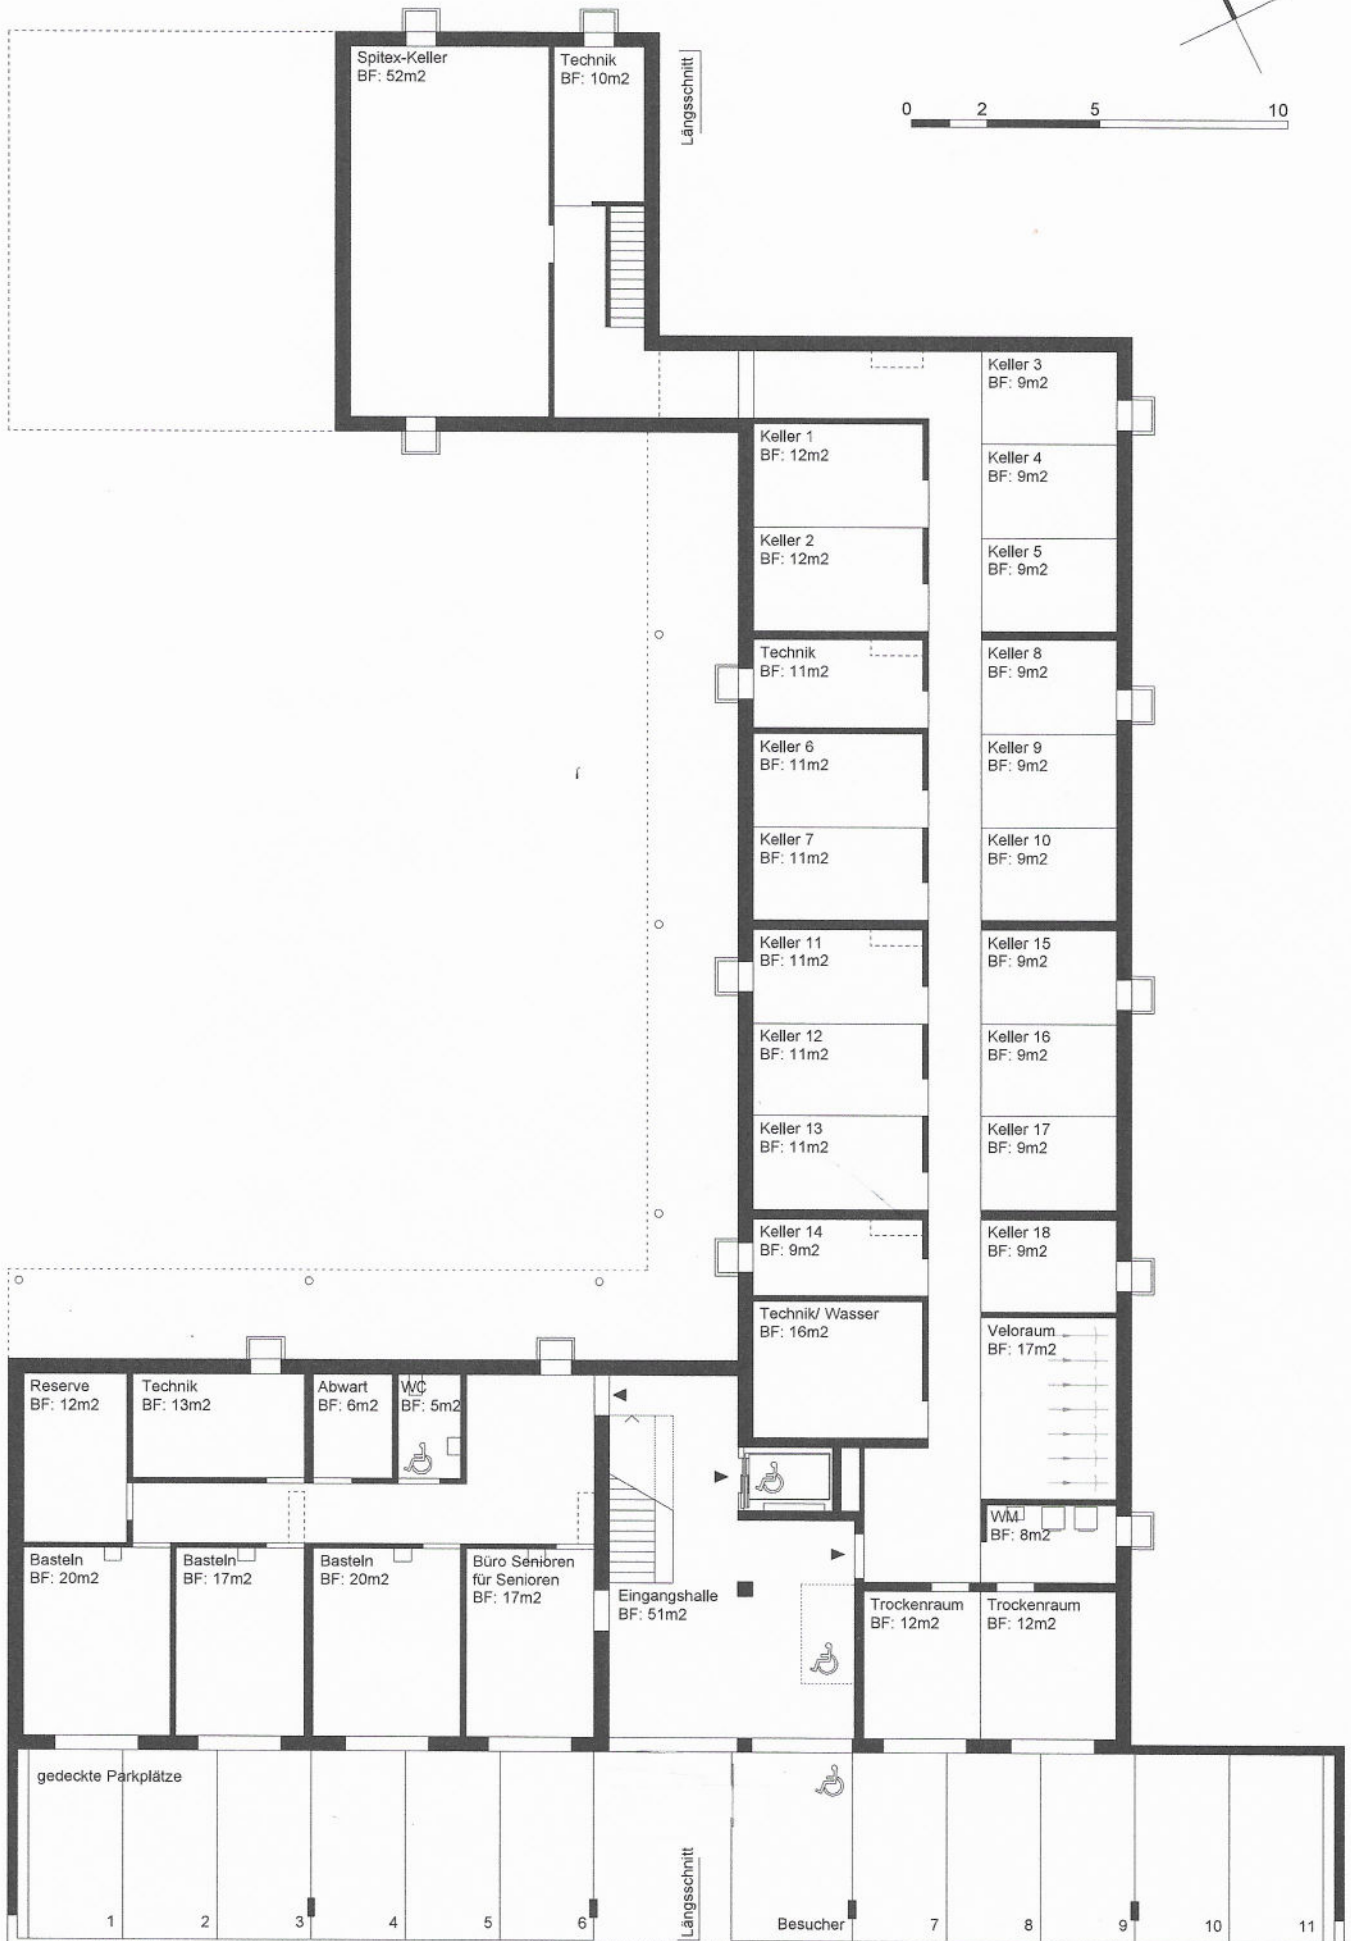 Spitex-Keller
BF: 52m2
Technik
BF: 10m2
Längsschnitt
0 2 5 10
Keller 3
BF: 9m2
Keller 1
BF: 12m2
Keller 4
BF: 9m2
Keller 2
BF: 12m2
Keller 5
BF: 9m2
Technik
BF: 11m2
Keller 8
BF: 9m2
Keller 6
BF: 11m2
Keller 9
BF: 9m2
Keller 7
BF: 11m2
Keller 10
BF: 9m2
Keller 11
BF: 11m2
Keller 15
BF: 9m2
Keller 12
BF: 11m2
Keller 16
BF: 9m2
Keller 13
BF: 11m2
Keller 17
BF: 9m2
Keller 14
BF: 9m2
Keller 18
BF: 9m2
Technik/ Wasser
BF: 16m2
Veloraum
BF: 17m2
Reserve
BF: 12m2
Technik
BF: 13m2
Abwart
BF: 6m2
WC
BF: 5m2
WM
BF: 8m2
Basteln
BF: 20m2
Basteln
BF: 17m2
Basteln
BF: 20m2
Büro Senioren
für Senioren
BF: 17m2
Eingangshalle
BF: 51m2
Trockenraum
BF: 12m2
Trockenraum
BF: 12m2
gedeckte Parkplätze
Längsschnitt
1 2 3 4 5 6 Besucher 7 8 9 10 11